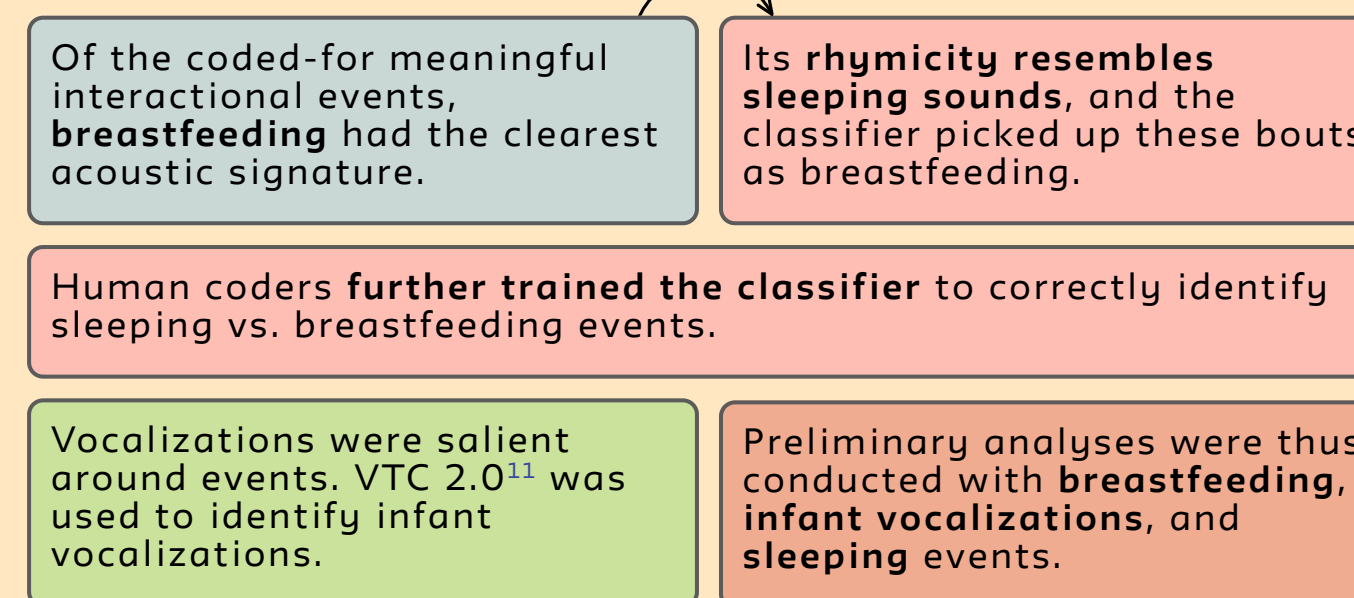 Of the coded-for meaningful
interactional events,
breastfeeding had the clearest
acoustic signature.
Its rhymicity resembles
sleeping sounds, and the
classifier picked up these bouts
as breastfeeding.
Human coders further trained the classifier to correctly identify
sleeping vs. breastfeeding events.
Vocalizations were salient
around events. VTC 2.0¹¹ was
used to identify infant
vocalizations.
Preliminary analyses were thus
conducted with breastfeeding,
infant vocalizations, and
sleeping events.